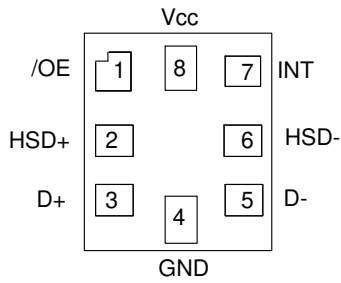 Vcc
/OE 1 8 7 INT
HSD+ 2 6 HSD-
D+ 3 4 5 D-
GND